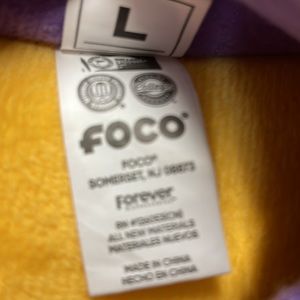 L
FOCO
FOCO®
SOMERSET, NJ 08873
Forever
ALL NEW MATERIALS
MATERIALES NUEVOS
MADE IN CHINA
HECHO EN CHINA